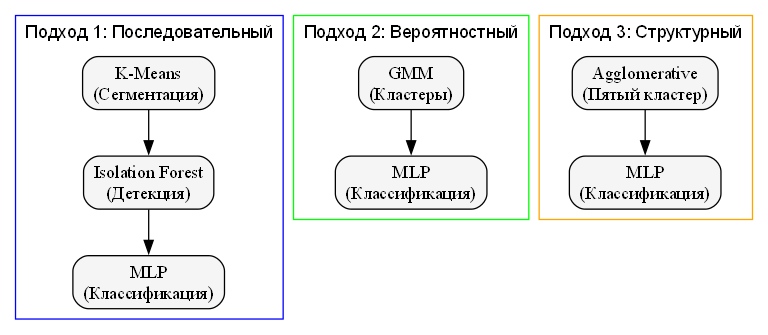 Подход 1: Последовательный
K-Means
(Сегментация)
Isolation Forest
(Детекция)
MLP
(Классификация)
Подход 2: Вероятностный
GMM
(Кластеры)
MLP
(Классификация)
Подход 3: Структурный
Agglomerative
(Пятый кластер)
MLP
(Классификация)